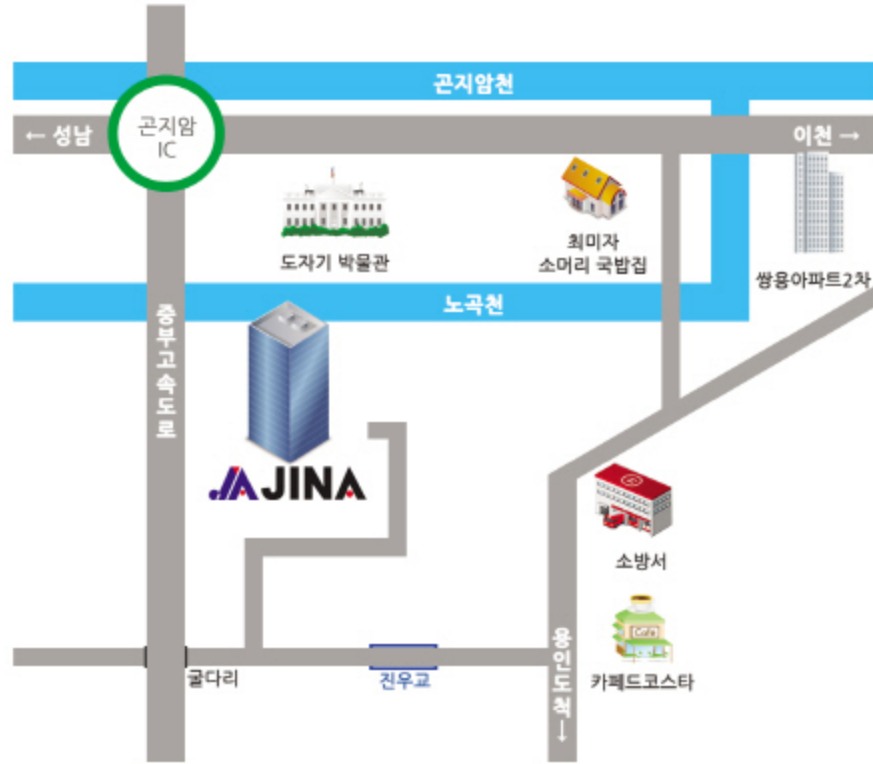 곤지암천
← 성남
곤지암
IC
이천 →
도자기 박물관
최미자
소머리 국밥집
쌍용아파트2차
노곡천
중부고속도로
JINA
소방서
Cafe
카페드코스타
용인도척→
굴다리
진우교